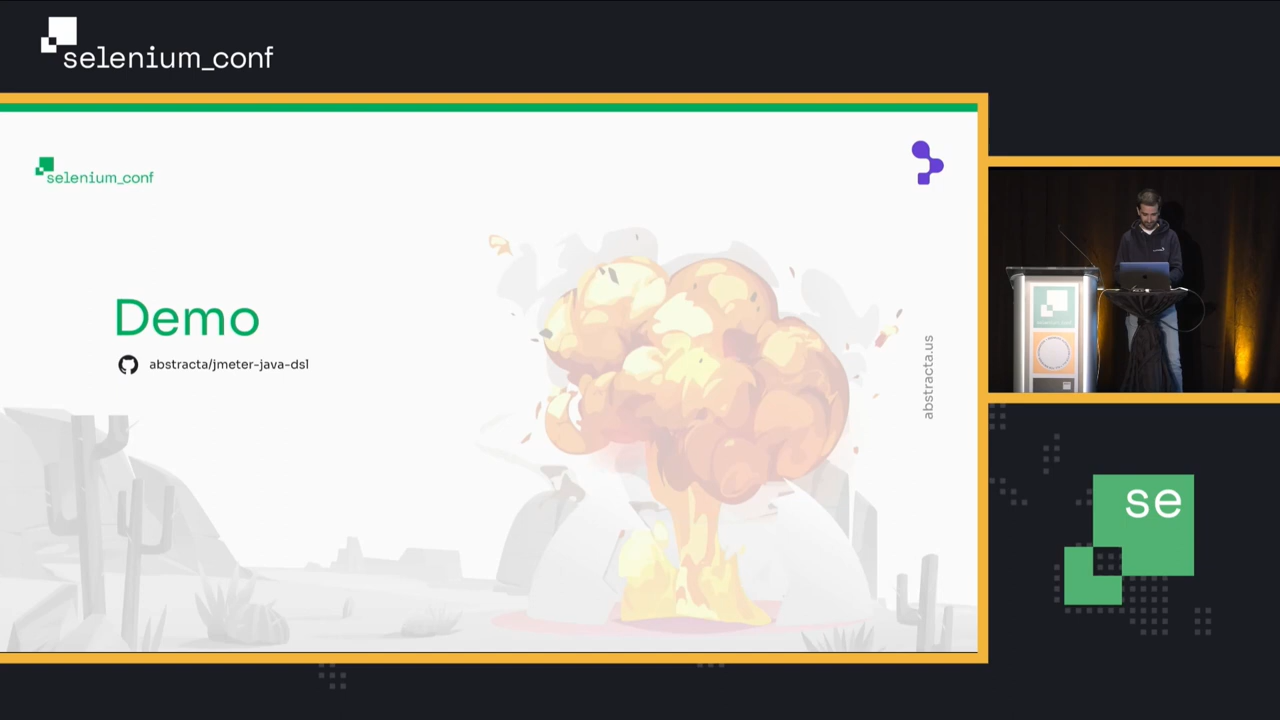 selenium_conf
selenium_conf
Demo
abstracta/jmeter-java-dsl
abstracta.us
se